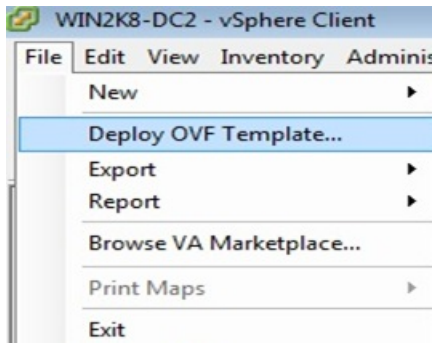 WIN2K8-DC2 - vSphere Client
File Edit View Inventory Adminis
New
Deploy OVF Template...
Export
Report
Browse VA Marketplace...
Print Maps
Exit